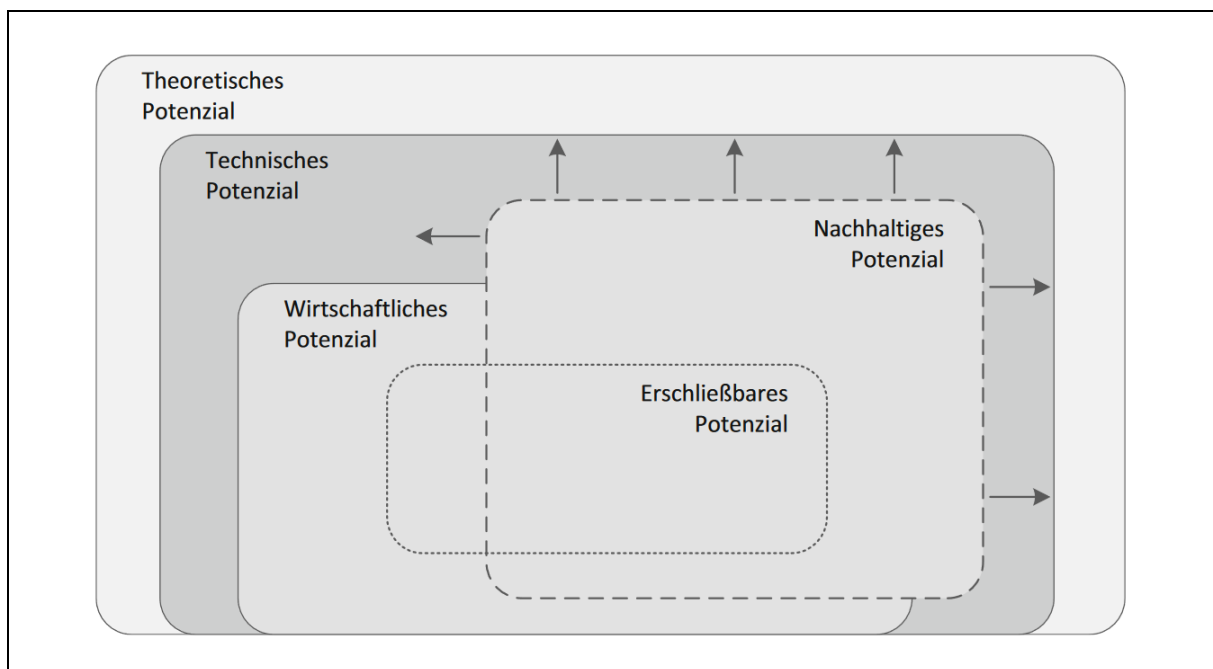 Theoretisches
Potenzial
Technisches
Potenzial
Nachhaltiges
Potenzial
Wirtschaftliches
Potenzial
Erschließbares
Potenzial